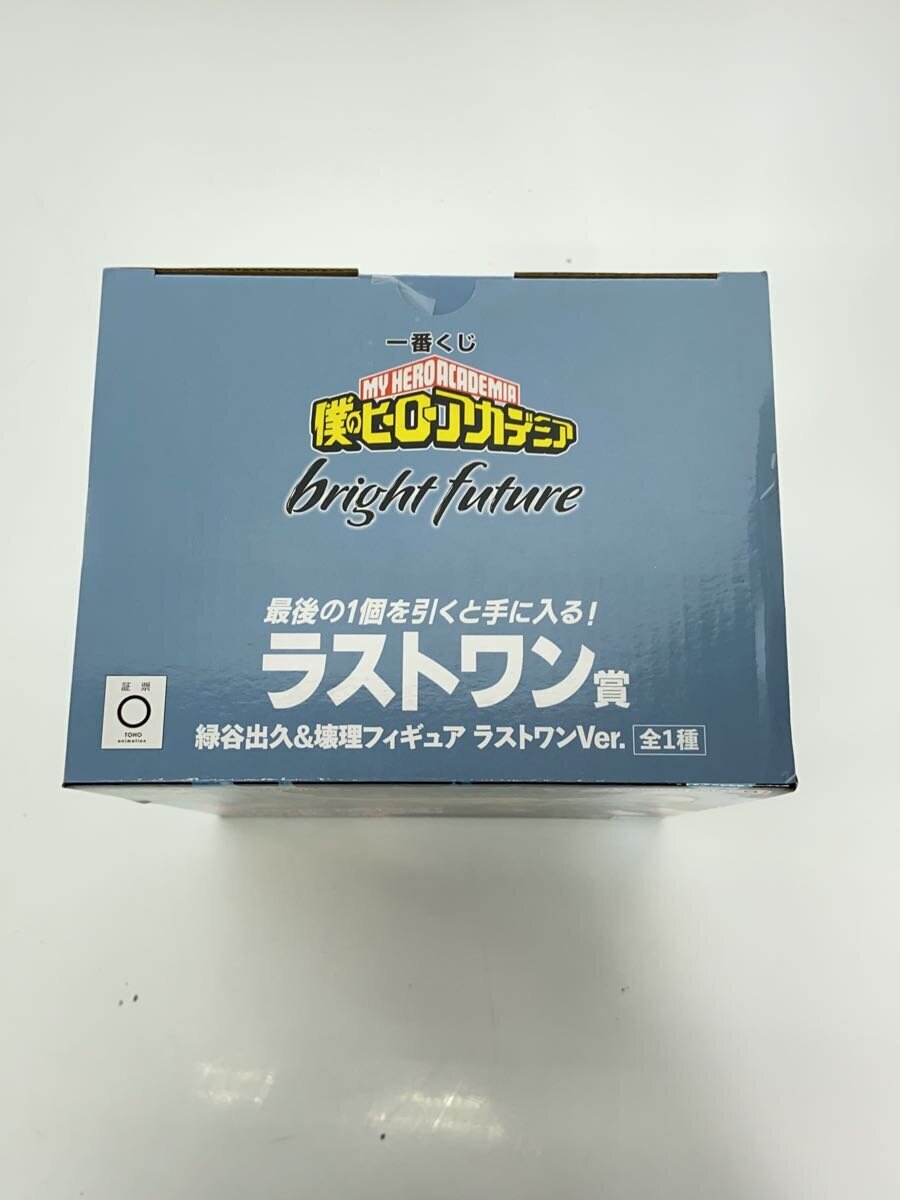 一番くじ
MY HERO ACADEMIA
僕のヒーローアカデミア
bright future
最後の1個を引くと手に入る!
ラストワン賞
証票
TOHO
animation
緑谷出久&壊理フィギュア ラストワンVer. 全1種